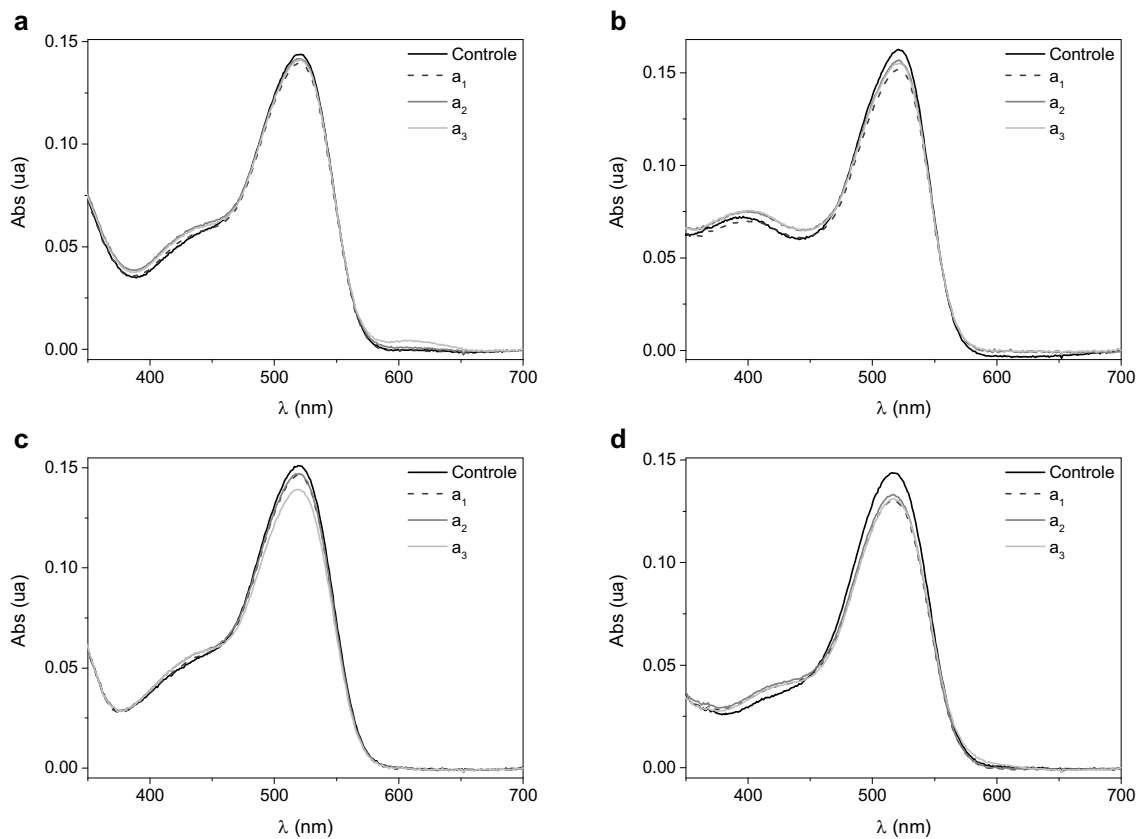 a
0.15
0.10
0.05
0.00
Abs (ua)
400
500
600
700
λ (nm)
Controle
a1
a2
a3
b
0.15
0.10
0.05
0.00
Abs (ua)
400
500
600
700
λ (nm)
Controle
a1
a2
a3
c
0.15
0.10
0.05
0.00
Abs (ua)
400
500
600
700
λ (nm)
Controle
a1
a2
a3
d
0.15
0.10
0.05
0.00
Abs (ua)
400
500
600
700
λ (nm)
Controle
a1
a2
a3